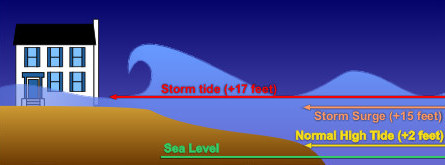 Storm tide (+17 feet)
Storm Surge (+15 feet)
Normal High Tide (+2 feet)
Sea Level